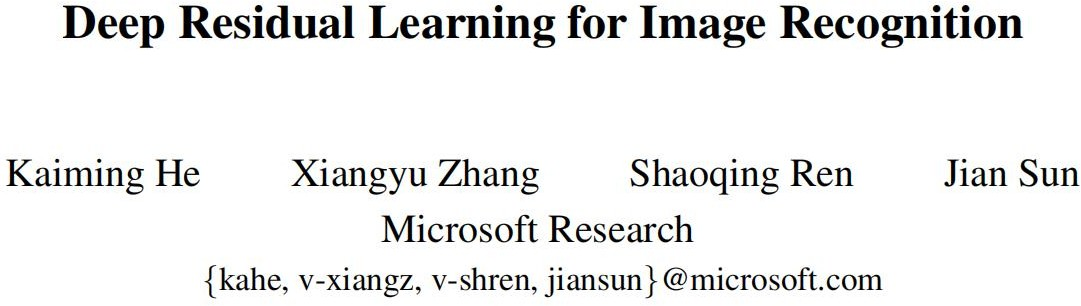 Deep Residual Learning for Image Recognition
Kaiming He Xiangyu Zhang Shaoqing Ren Jian Sun
Microsoft Research
{kahe, v-xiangz, v-shren, jiansun}@microsoft.com